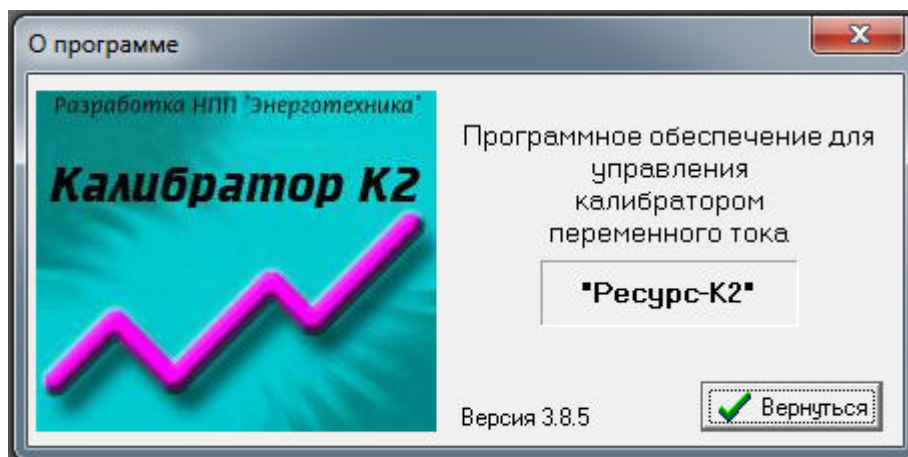 О программе
Разработка НПП "Энерготехника"
Калибратор К2
Программное обеспечение для
управления
калибратором
переменного тока
"Ресурс-К2"
Версия 3.8.5
Вернуться